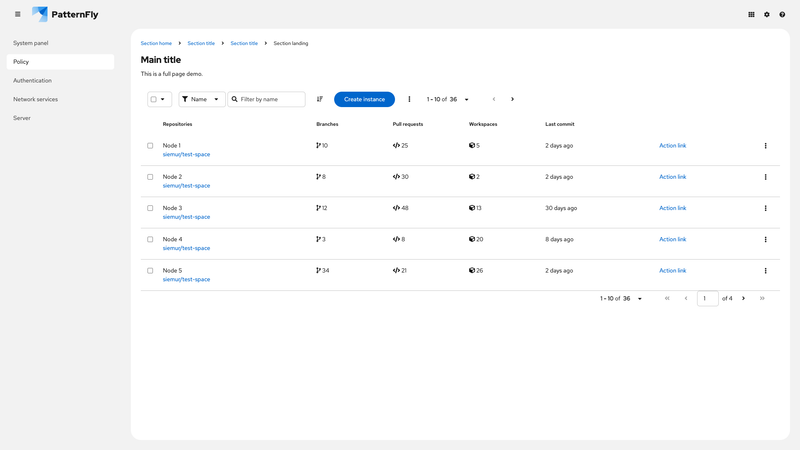 PatternFly
System panel
Policy
Authentication
Network services
Server
Section home Section title Section title Section landing
Main title
This is a full page demo.
Name Filter by name Create instance 1 - 10 of 36
Repositories Branches Pull requests Workspaces Last commit
Node 1 10 25 5 2 days ago Action link
siemur/test-space
Node 2 8 30 2 2 days ago Action link
siemur/test-space
Node 3 12 48 13 30 days ago Action link
siemur/test-space
Node 4 3 8 20 8 days ago Action link
siemur/test-space
Node 5 34 21 26 2 days ago Action link
siemur/test-space
1 - 10 of 36 1 of 4